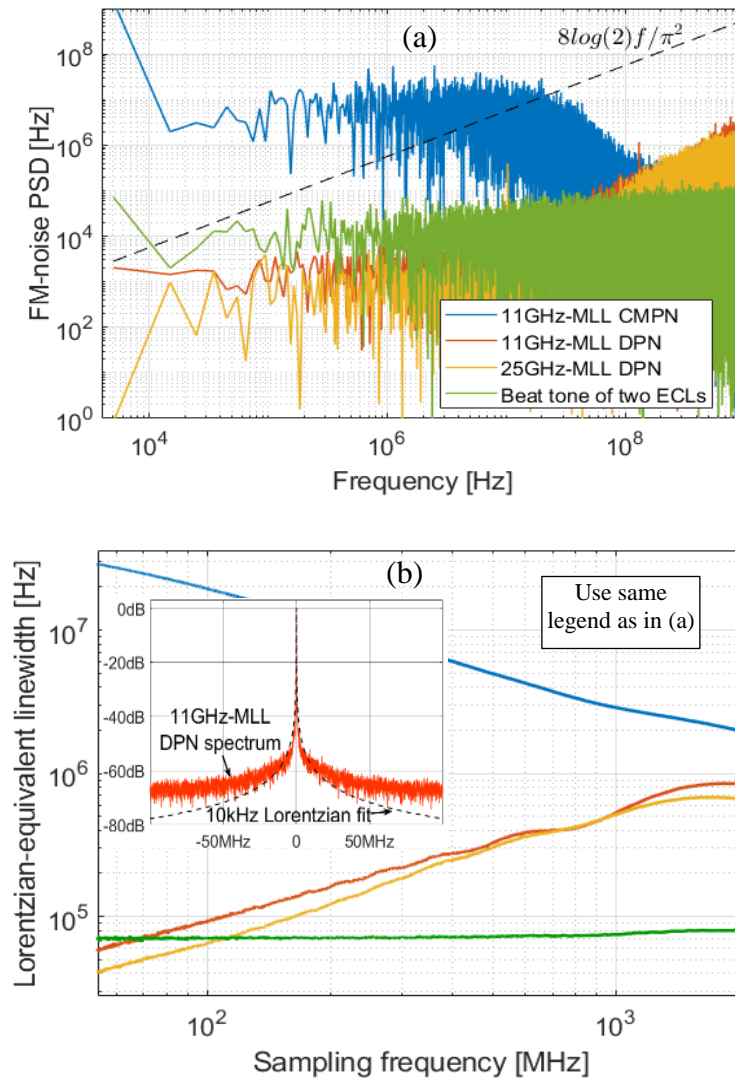 (a)
8log(2)f/π²
FM-noise PSD [Hz]
10⁸
10⁶
10⁴
10²
10⁰
11GHz-MLL CMPN
11GHz-MLL DPN
25GHz-MLL DPN
Beat tone of two ECLs
10⁴
10⁶
10⁸
Frequency [Hz]
(b)
Use same
legend as in (a)
Lorentzian-equivalent linewidth [Hz]
10⁷
10⁶
10⁵
0dB
-20dB
-40dB
-60dB
-80dB
11GHz-MLL
DPN spectrum
10kHz Lorentzian fit
-50MHz
0
50MHz
10²
10³
Sampling frequency [MHz]